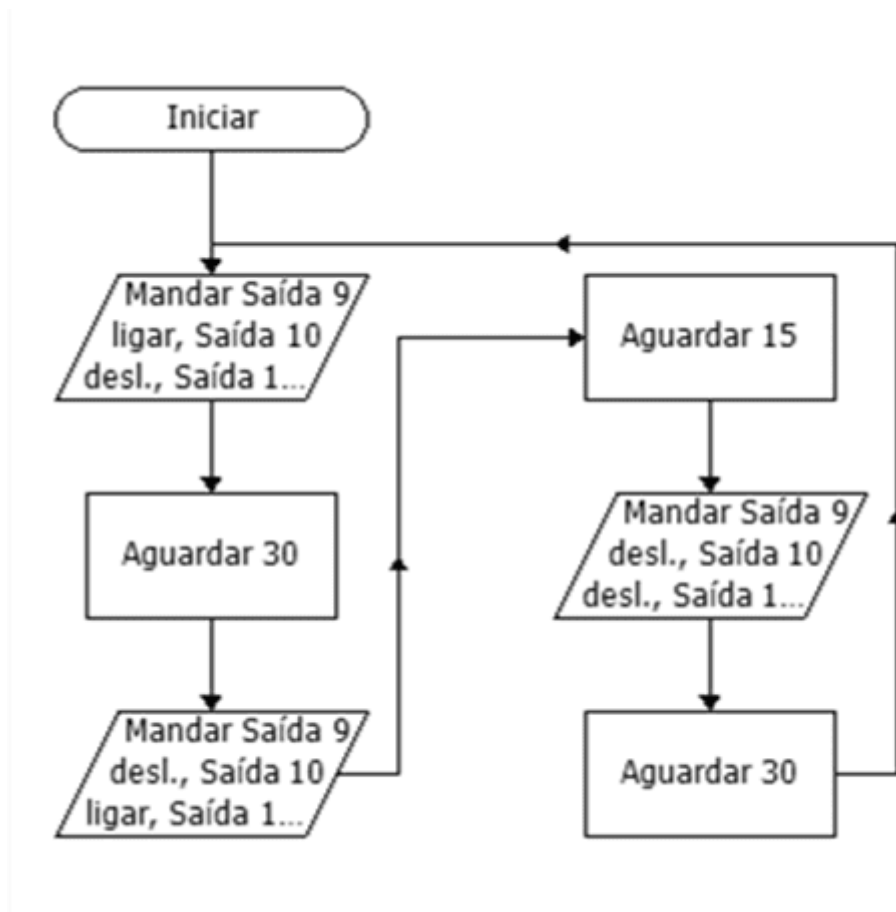 Iniciar
Mandar Saída 9
ligar, Saída 10
desl., Saída 1...
Aguardar 30
Mandar Saída 9
desl., Saída 10
ligar, Saída 1...
Aguardar 15
Mandar Saída 9
desl., Saída 10
desl., Saída 1...
Aguardar 30